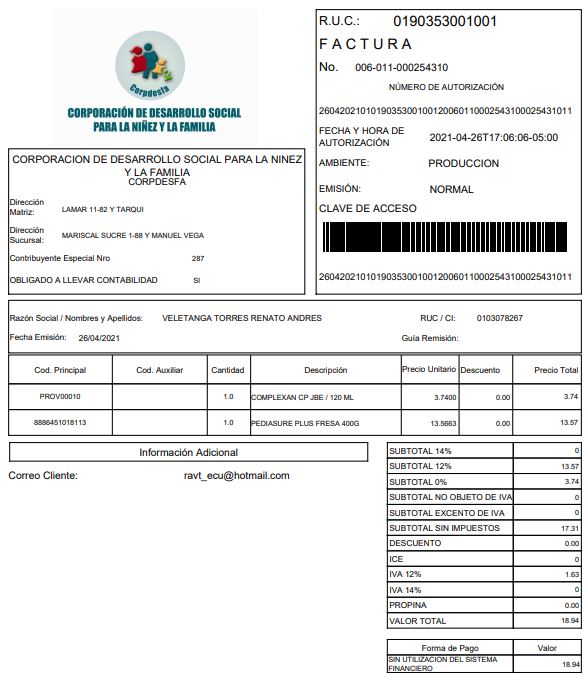 Corpdesfa
CORPORACIÓN DE DESARROLLO SOCIAL
PARA LA NIÑEZ Y LA FAMILIA
R.U.C.: 0190353001001
FACTURA
No. 006-011-000254310
NÚMERO DE AUTORIZACIÓN
2604202101019035300100120060110002543100254310​11
FECHA Y HORA DE
AUTORIZACIÓN 2021-04-26T17:06:06-05:00
AMBIENTE: PRODUCCION
EMISIÓN: NORMAL
CLAVE DE ACCESO
2604202101019035300100120060110002543100254310​11
CORPORACION DE DESARROLLO SOCIAL PARA LA NINEZ
Y LA FAMILIA
CORPDESFA
Dirección
Matriz: LAMAR 11-82 Y TARQUI
Dirección
Sucursal: MARISCAL SUCRE 1-88 Y MANUEL VEGA
Contribuyente Especial Nro 287
OBLIGADO A LLEVAR CONTABILIDAD SI
Razón Social / Nombres y Apellidos: VELETANGA TORRES RENATO ANDRES RUC / CI: 0103078267
Fecha Emisión: 26/04/2021 Guía Remisión:
Cod. Principal Cod. Auxiliar Cantidad Descripción Precio Unitario Descuento Precio Total
PROV00010 1.0 COMPLEXAN CP JBE / 120 ML 3.7400 0.00 3.74
8886451018113 1.0 PEDIASURE PLUS FRESA 400G 13.5663 0.00 13.57
Información Adicional
Correo Cliente: ravt_ecu@hotmail.com
SUBTOTAL 14% 0
SUBTOTAL 12% 13.57
SUBTOTAL 0% 3.74
SUBTOTAL NO OBJETO DE IVA 0
SUBTOTAL EXCENTO DE IVA 0
SUBTOTAL SIN IMPUESTOS 17.31
DESCUENTO 0.00
ICE 0
IVA 12% 1.63
IVA 14% 0
PROPINA 0.00
VALOR TOTAL 18.94
Forma de Pago Valor
SIN UTILIZACION DEL SISTEMA
FINANCIERO 18.94